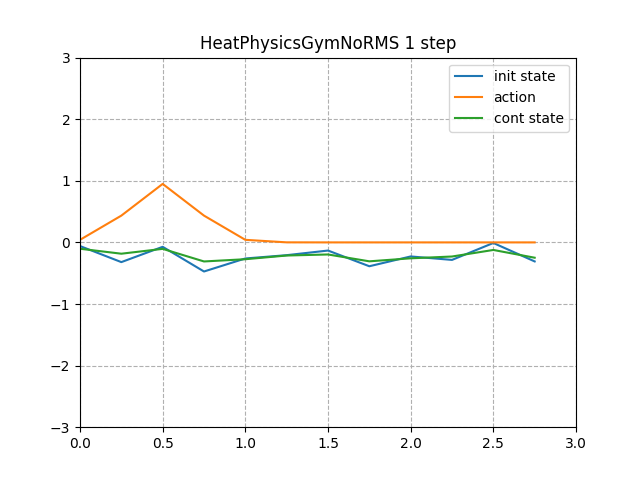 HeatPhysicsGymNoRMS 1 step
init state
action
cont state
3
2
1
0
−1
−2
−3
0.0 0.5 1.0 1.5 2.0 2.5 3.0